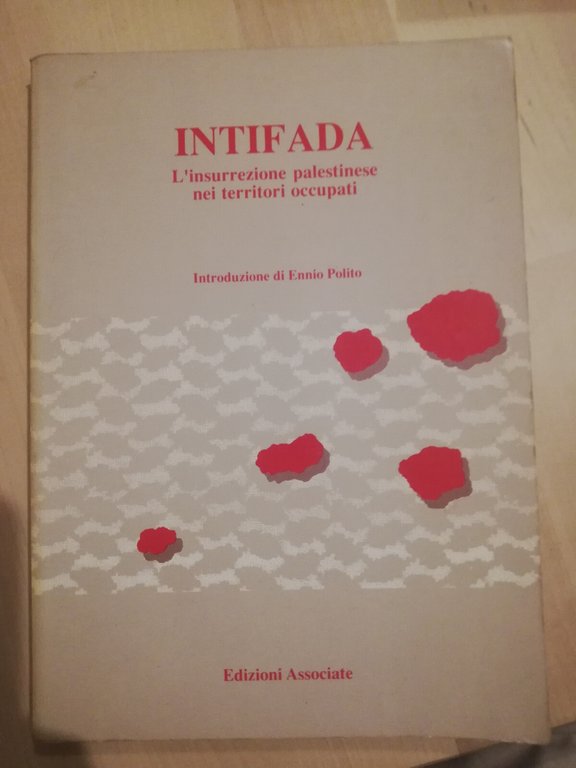 INTIFADA
L'insurrezione palestinese
nei territori occupati
Introduzione di Ennio Polito
Edizioni Associate